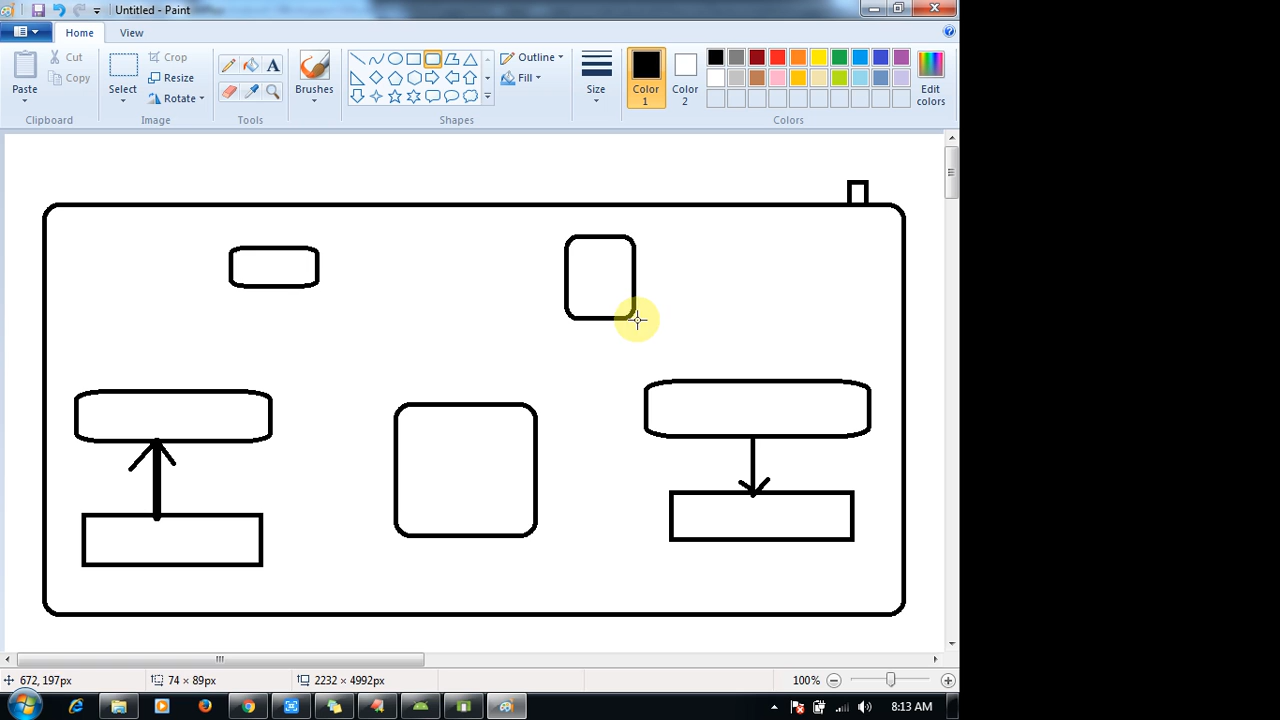 Untitled - Paint
Home View
Paste
Cut
Copy
Clipboard
Select
Crop
Resize
Rotate
Image
Tools
Brushes
Shapes
Outline
Fill
Size
Color 1
Color 2
Edit colors
Colors
672, 197px 74 × 89px 2232 × 4992px 100%
8:13 AM